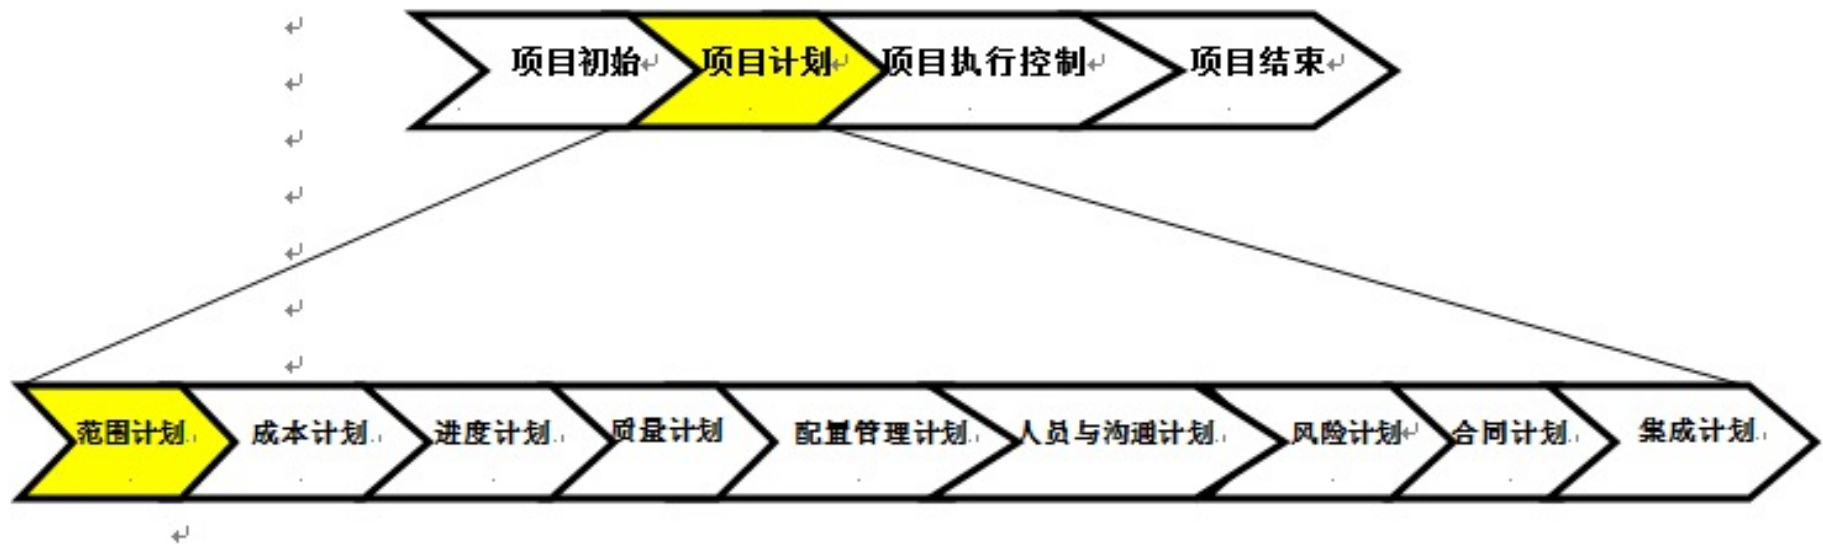 项目初始 项目计划 项目执行控制 项目结束
范围计划 成本计划 进度计划 质量计划 配置管理计划 人员与沟通计划 风险计划 合同计划 集成计划